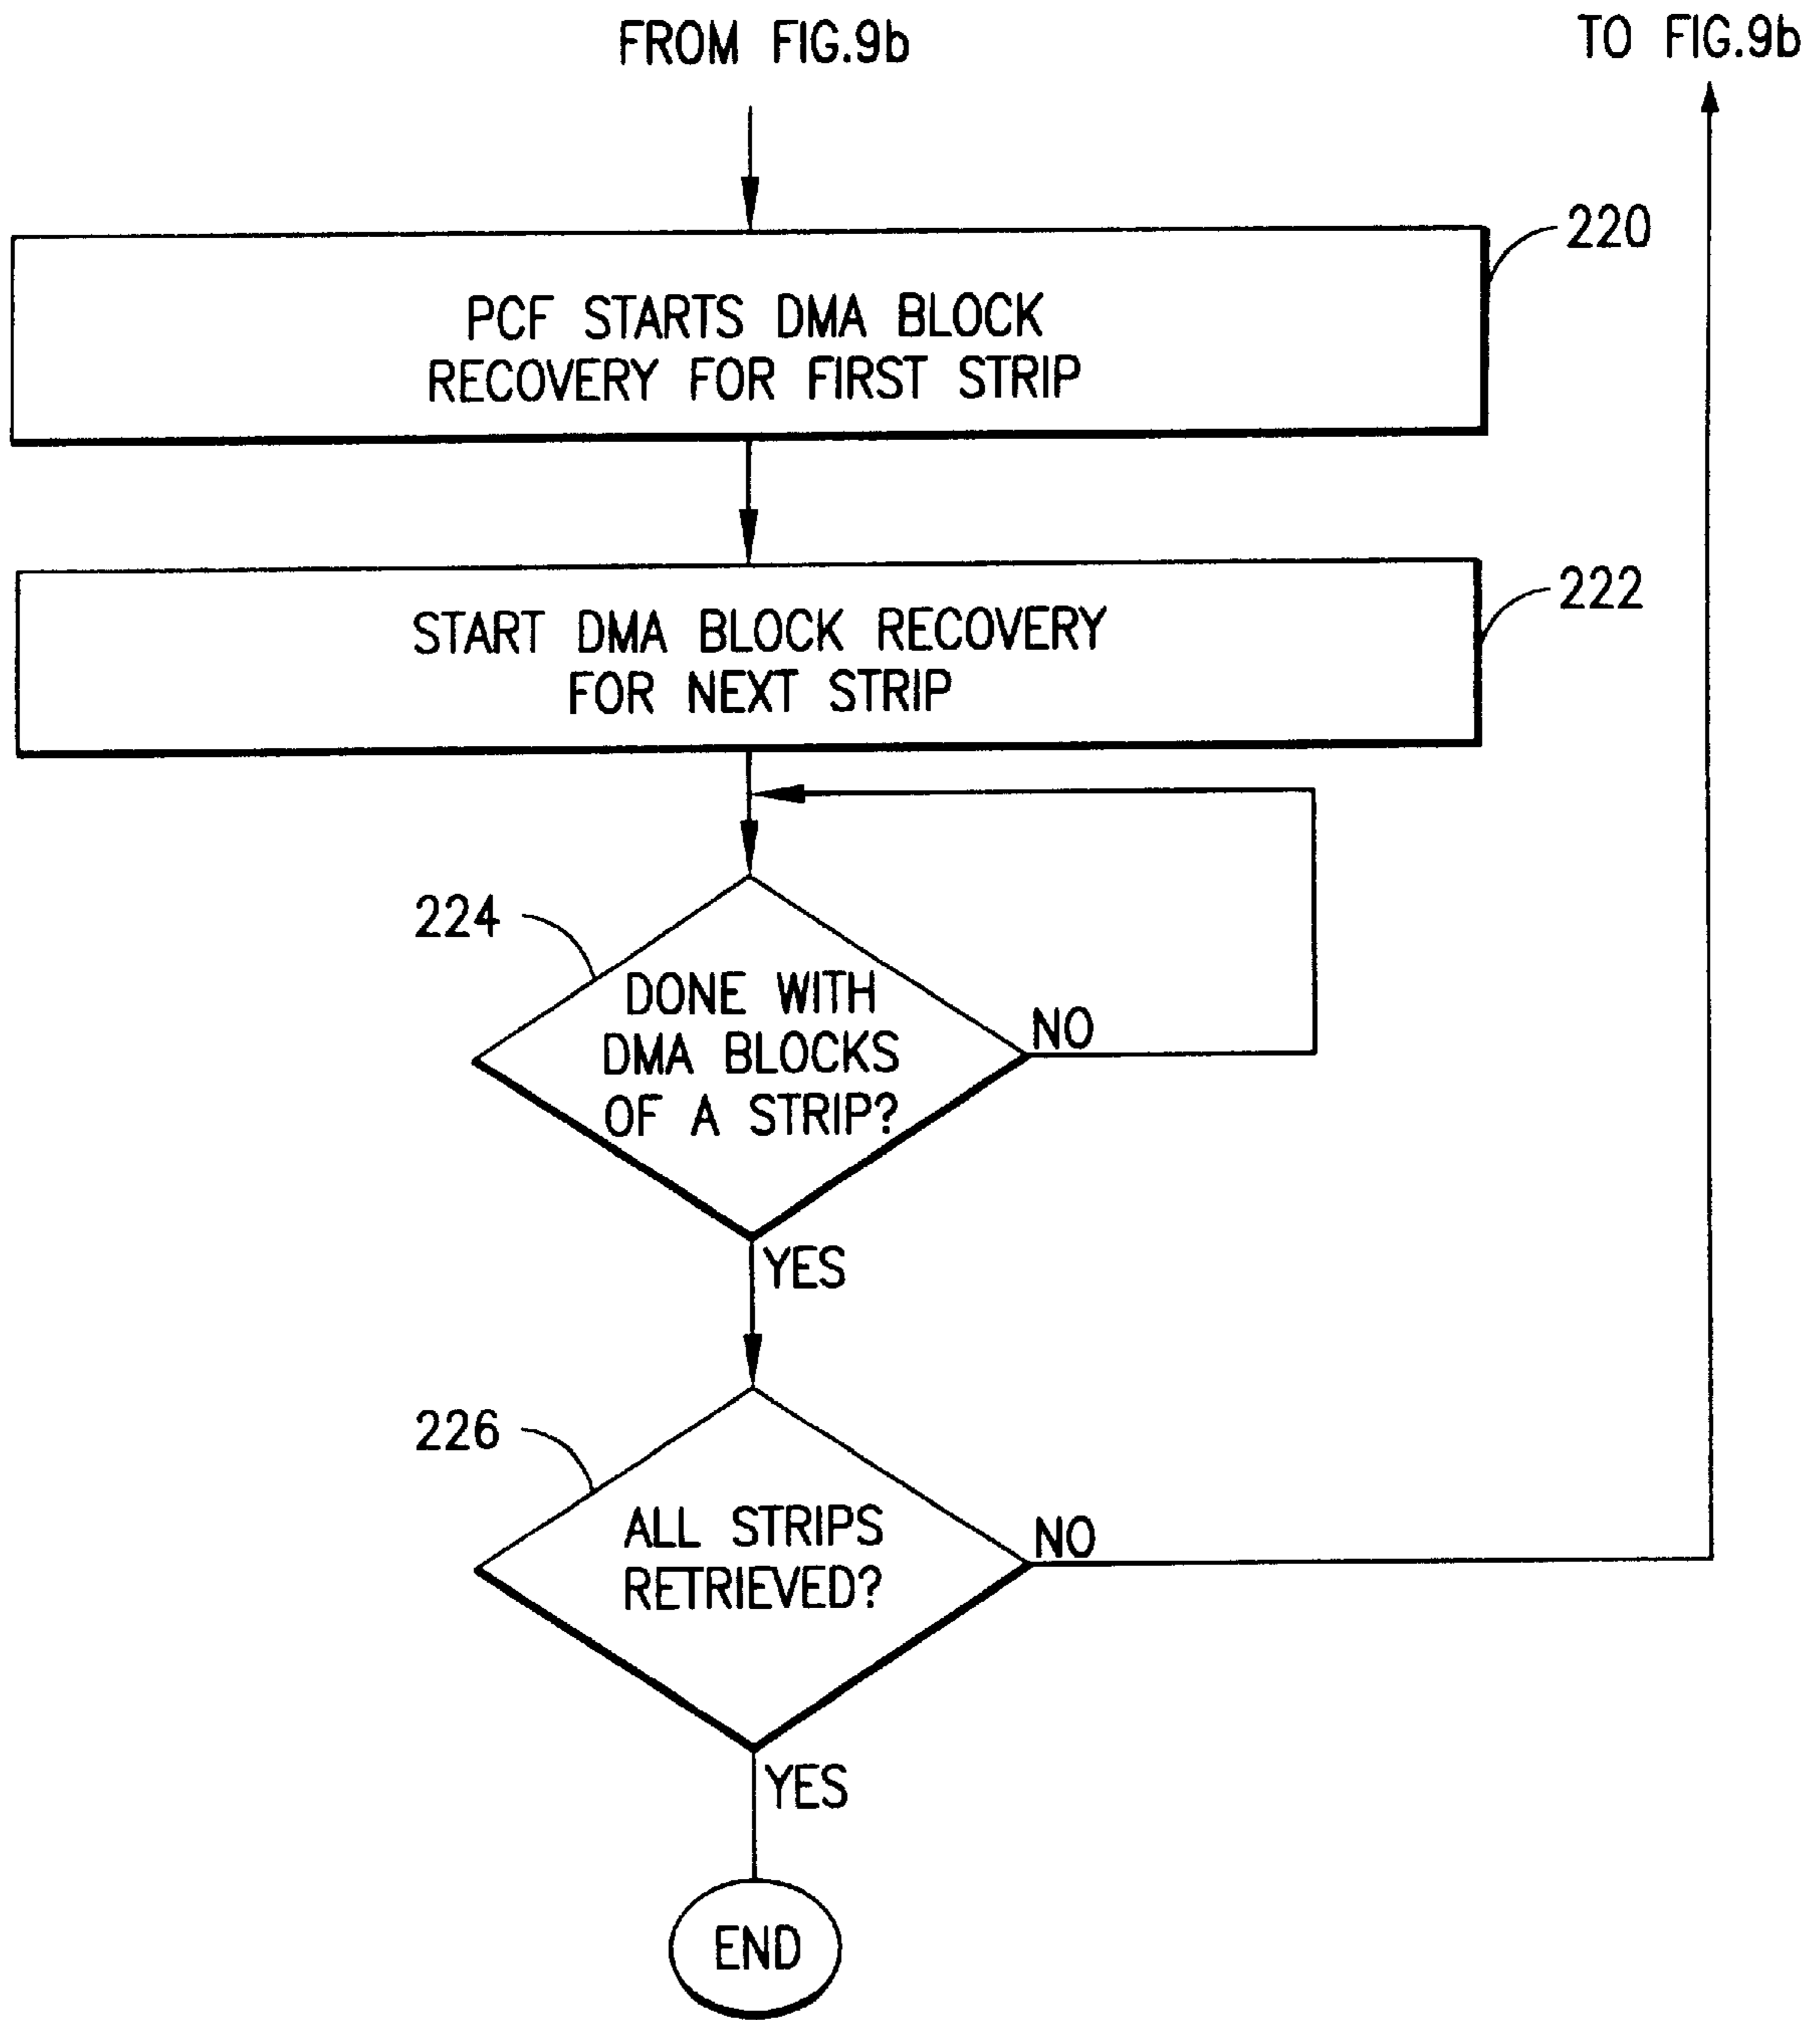 FROM FIG.9b
TO FIG.9b
220
PCF STARTS DMA BLOCK
RECOVERY FOR FIRST STRIP
222
START DMA BLOCK RECOVERY
FOR NEXT STRIP
224
DONE WITH
DMA BLOCKS
OF A STRIP?
NO
YES
226
ALL STRIPS
RETRIEVED?
NO
YES
END